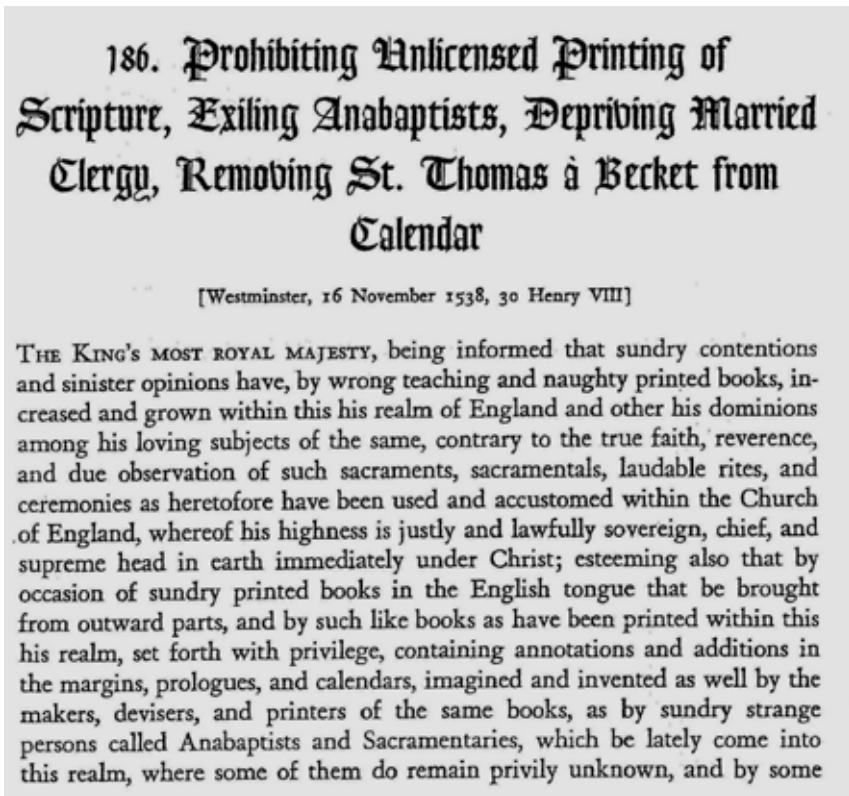 186. Prohibiting Unlicensed Printing of
Scripture, Exiling Anabaptists, Depriving Married
Clergy, Removing St. Thomas à Becket from
Calendar
[Westminster, 16 November 1538, 30 Henry VIII]
THE KING'S MOST ROYAL MAJESTY, being informed that sundry contentions
and sinister opinions have, by wrong teaching and naughty printed books, in-
creased and grown within this his realm of England and other his dominions
among his loving subjects of the same, contrary to the true faith, reverence,
and due observation of such sacraments, sacramentals, laudable rites, and
ceremonies as heretofore have been used and accustomed within the Church
of England, whereof his highness is justly and lawfully sovereign, chief, and
supreme head in earth immediately under Christ; esteeming also that by
occasion of sundry printed books in the English tongue that be brought
from outward parts, and by such like books as have been printed within this
his realm, set forth with privilege, containing annotations and additions in
the margins, prologues, and calendars, imagined and invented as well by the
makers, devisers, and printers of the same books, as by sundry strange
persons called Anabaptists and Sacramentaries, which be lately come into
this realm, where some of them do remain privily unknown, and by some